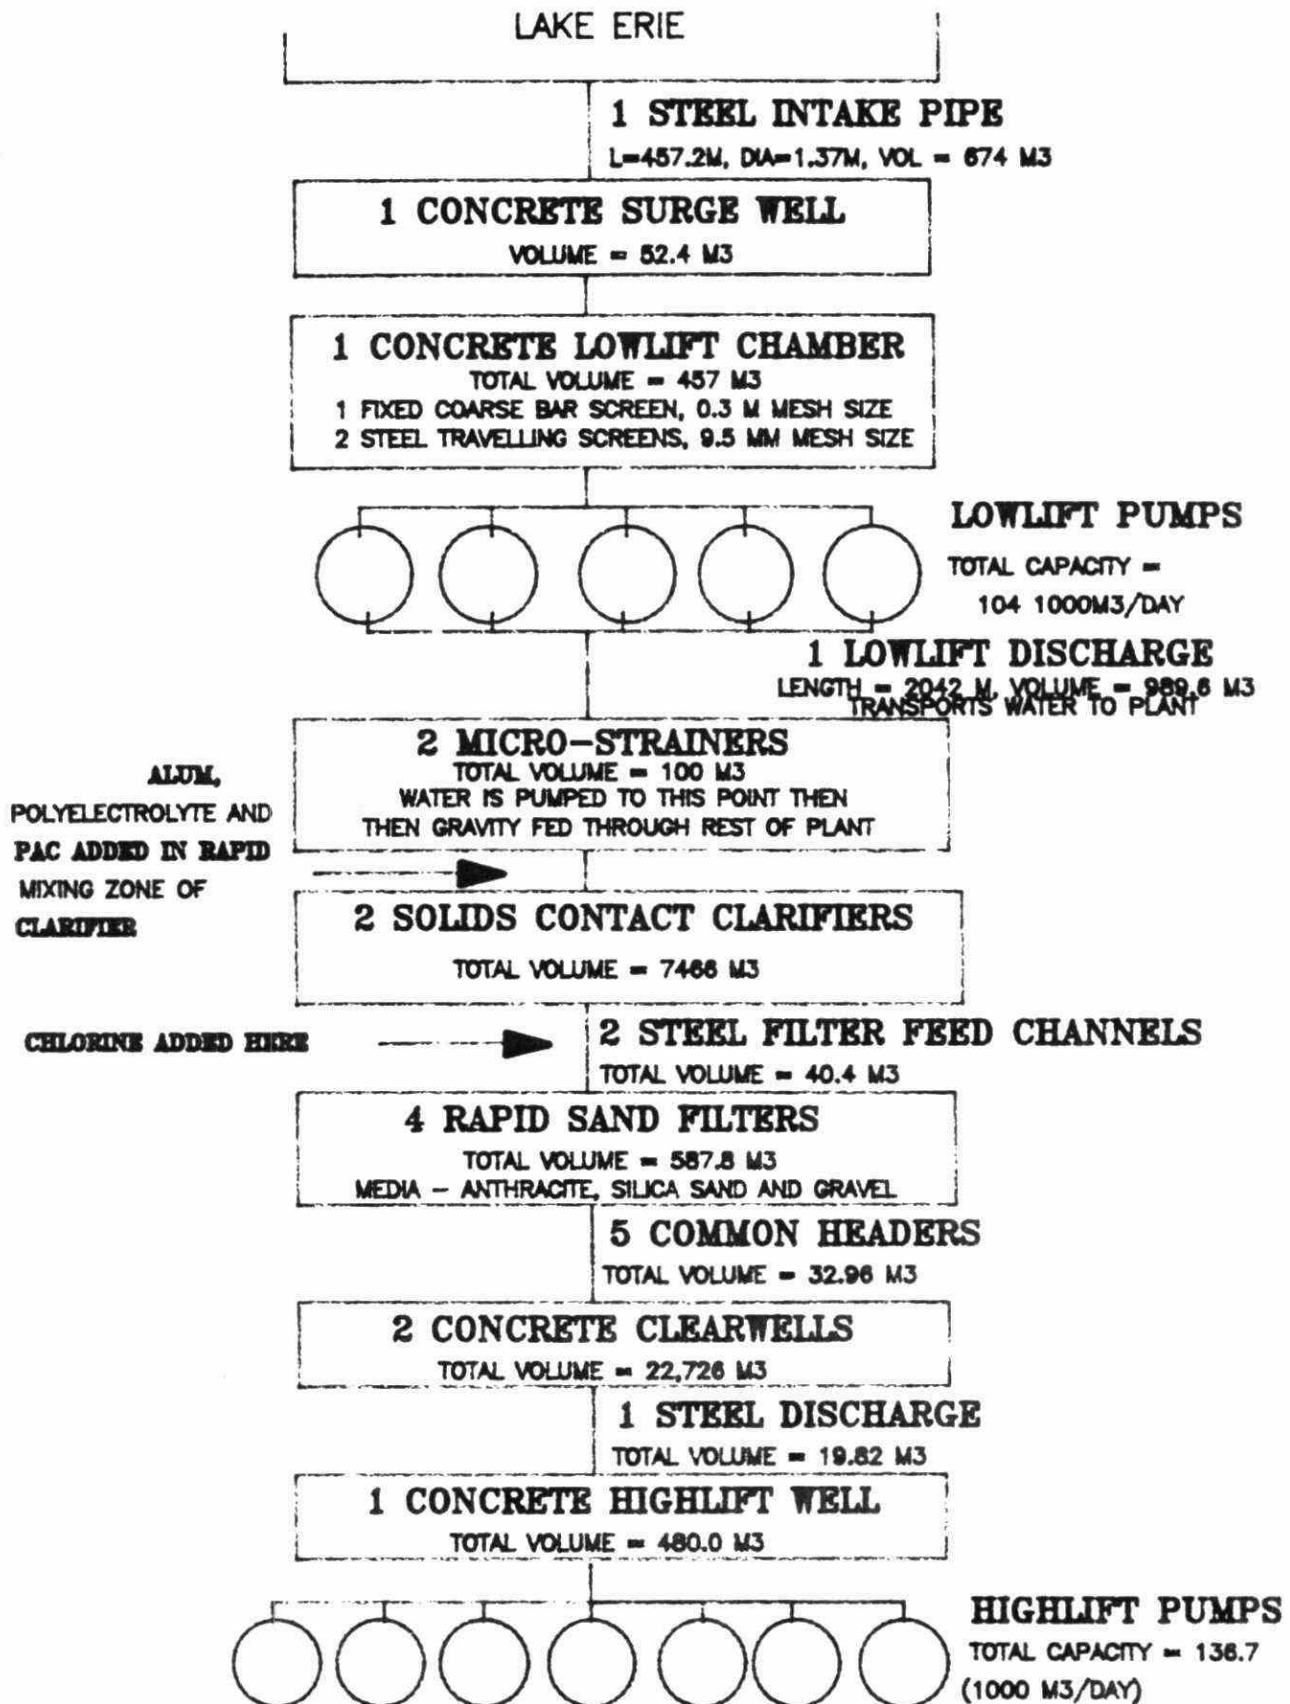 LAKE ERIE
1 STEEL INTAKE PIPE
L=457.2M, DIA=1.37M, VOL = 674 M3
1 CONCRETE SURGE WELL
VOLUME = 52.4 M3
1 CONCRETE LOWLIFT CHAMBER
TOTAL VOLUME = 457 M3
1 FIXED COARSE BAR SCREEN, 0.3 M MESH SIZE
2 STEEL TRAVELLING SCREENS, 9.5 MM MESH SIZE
LOWLIFT PUMPS
TOTAL CAPACITY =
104 1000M3/DAY
1 LOWLIFT DISCHARGE
LENGTH = 2042 M, VOLUME = 989.6 M3
TRANSPORTS WATER TO PLANT
2 MICRO-STRAINERS
TOTAL VOLUME = 100 M3
WATER IS PUMPED TO THIS POINT THEN
THEN GRAVITY FED THROUGH REST OF PLANT
ALUM,
POLYELECTROLYTE AND
PAC ADDED IN RAPID
MIXING ZONE OF
CLARIFIER
2 SOLIDS CONTACT CLARIFIERS
TOTAL VOLUME = 7466 M3
CHLORINE ADDED HERE
2 STEEL FILTER FEED CHANNELS
TOTAL VOLUME = 40.4 M3
4 RAPID SAND FILTERS
TOTAL VOLUME = 587.8 M3
MEDIA - ANTHRACITE, SILICA SAND AND GRAVEL
5 COMMON HEADERS
TOTAL VOLUME = 32.96 M3
2 CONCRETE CLEARWELLS
TOTAL VOLUME = 22,726 M3
1 STEEL DISCHARGE
TOTAL VOLUME = 19.82 M3
1 CONCRETE HIGHLIFT WELL
TOTAL VOLUME = 480.0 M3
HIGHLIFT PUMPS
TOTAL CAPACITY = 136.7
(1000 M3/DAY)